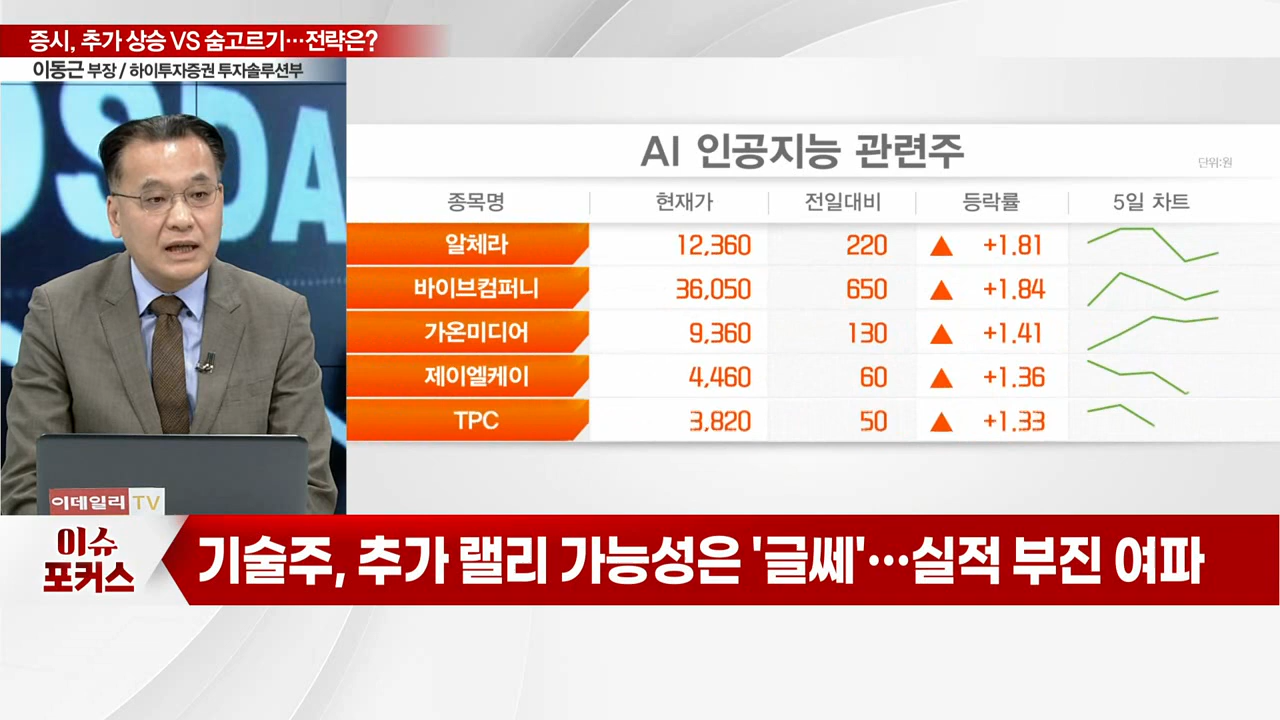 증시, 추가 상승 VS 숨고르기…전략은?
이동근 부장 / 하이투자증권 투자솔루션부
OSDA
AI 인공지능 관련주
단위:원
종목명 현재가 전일대비 등락률 5일 차트
알체라 12,360 220 ▲ +1.81
바이브컴퍼니 36,050 650 ▲ +1.84
가온미디어 9,360 130 ▲ +1.41
제이엘케이 4,460 60 ▲ +1.36
TPC 3,820 50 ▲ +1.33
이데일리 TV
이슈
포커스
기술주, 추가 랠리 가능성은 '글쎄'…실적 부진 여파